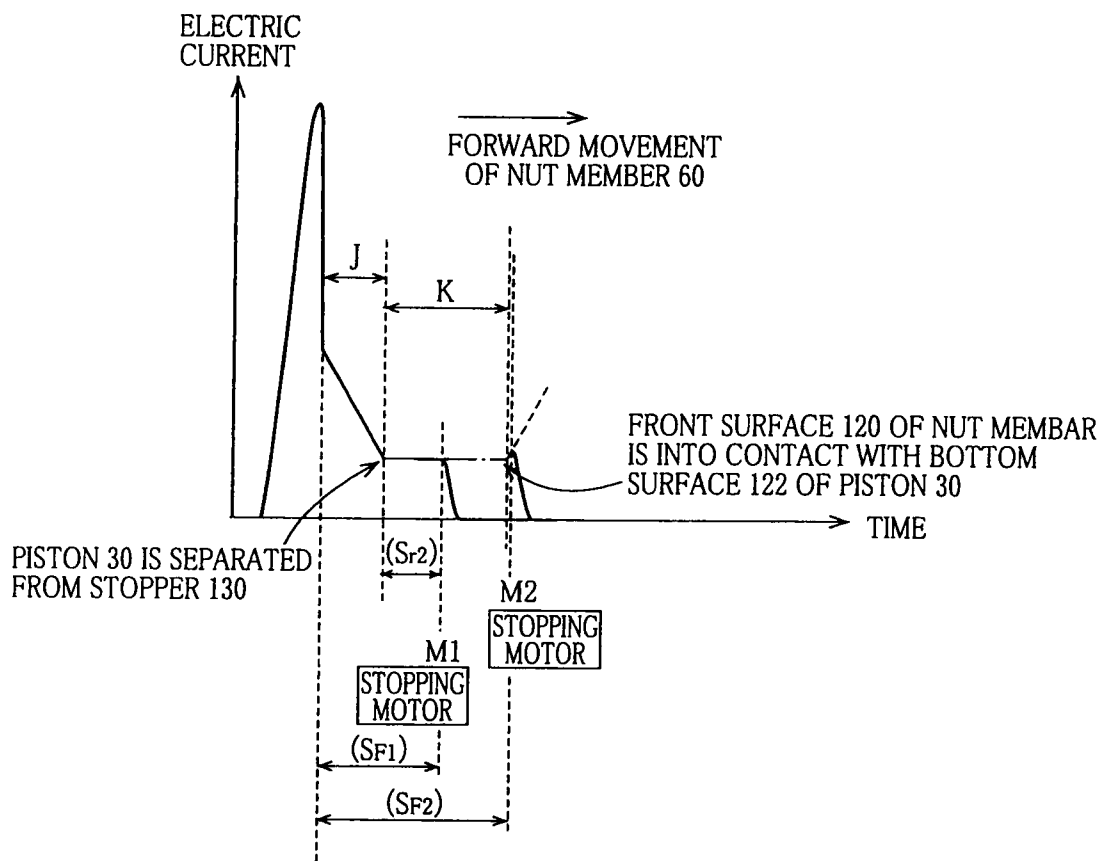 ELECTRIC
CURRENT
FORWARD MOVEMENT
OF NUT MEMBER 60
J
K
FRONT SURFACE 120 OF NUT MEMBAR
IS INTO CONTACT WITH BOTTOM
SURFACE 122 OF PISTON 30
TIME
PISTON 30 IS SEPARATED
FROM STOPPER 130
(Sr2)
M2
STOPPING
MOTOR
M1
STOPPING
MOTOR
(SF1)
(SF2)